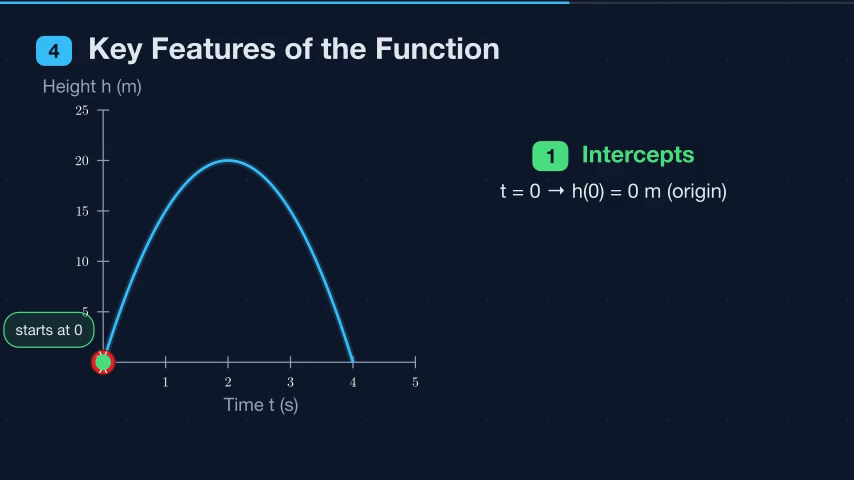 4 Key Features of the Function
Height h (m)
25
20
15
10
5
starts at 0
1 2 3 4 5
Time t (s)
1 Intercepts
t = 0 → h(0) = 0 m (origin)